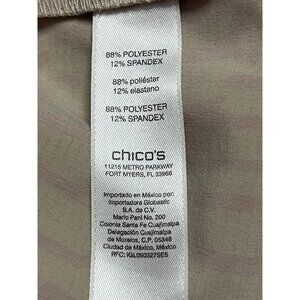 88% POLYESTER
12% SPANDEX
88% poliéster
12% elastano
88% POLYESTER
12% SPANDEX
chico's
11215 METRO PARKWAY
FORT MYERS, FL 33966
Importado en México por:
Importadora Globastic
S.A. de C.V.
Mario Pani No. 200
Colonia Santa Fe Cuajimalpa
Delegación Cuajimalpa
de Morelos, C.P. 05348
Ciudad de México, México
RFC: IGL090327SE5